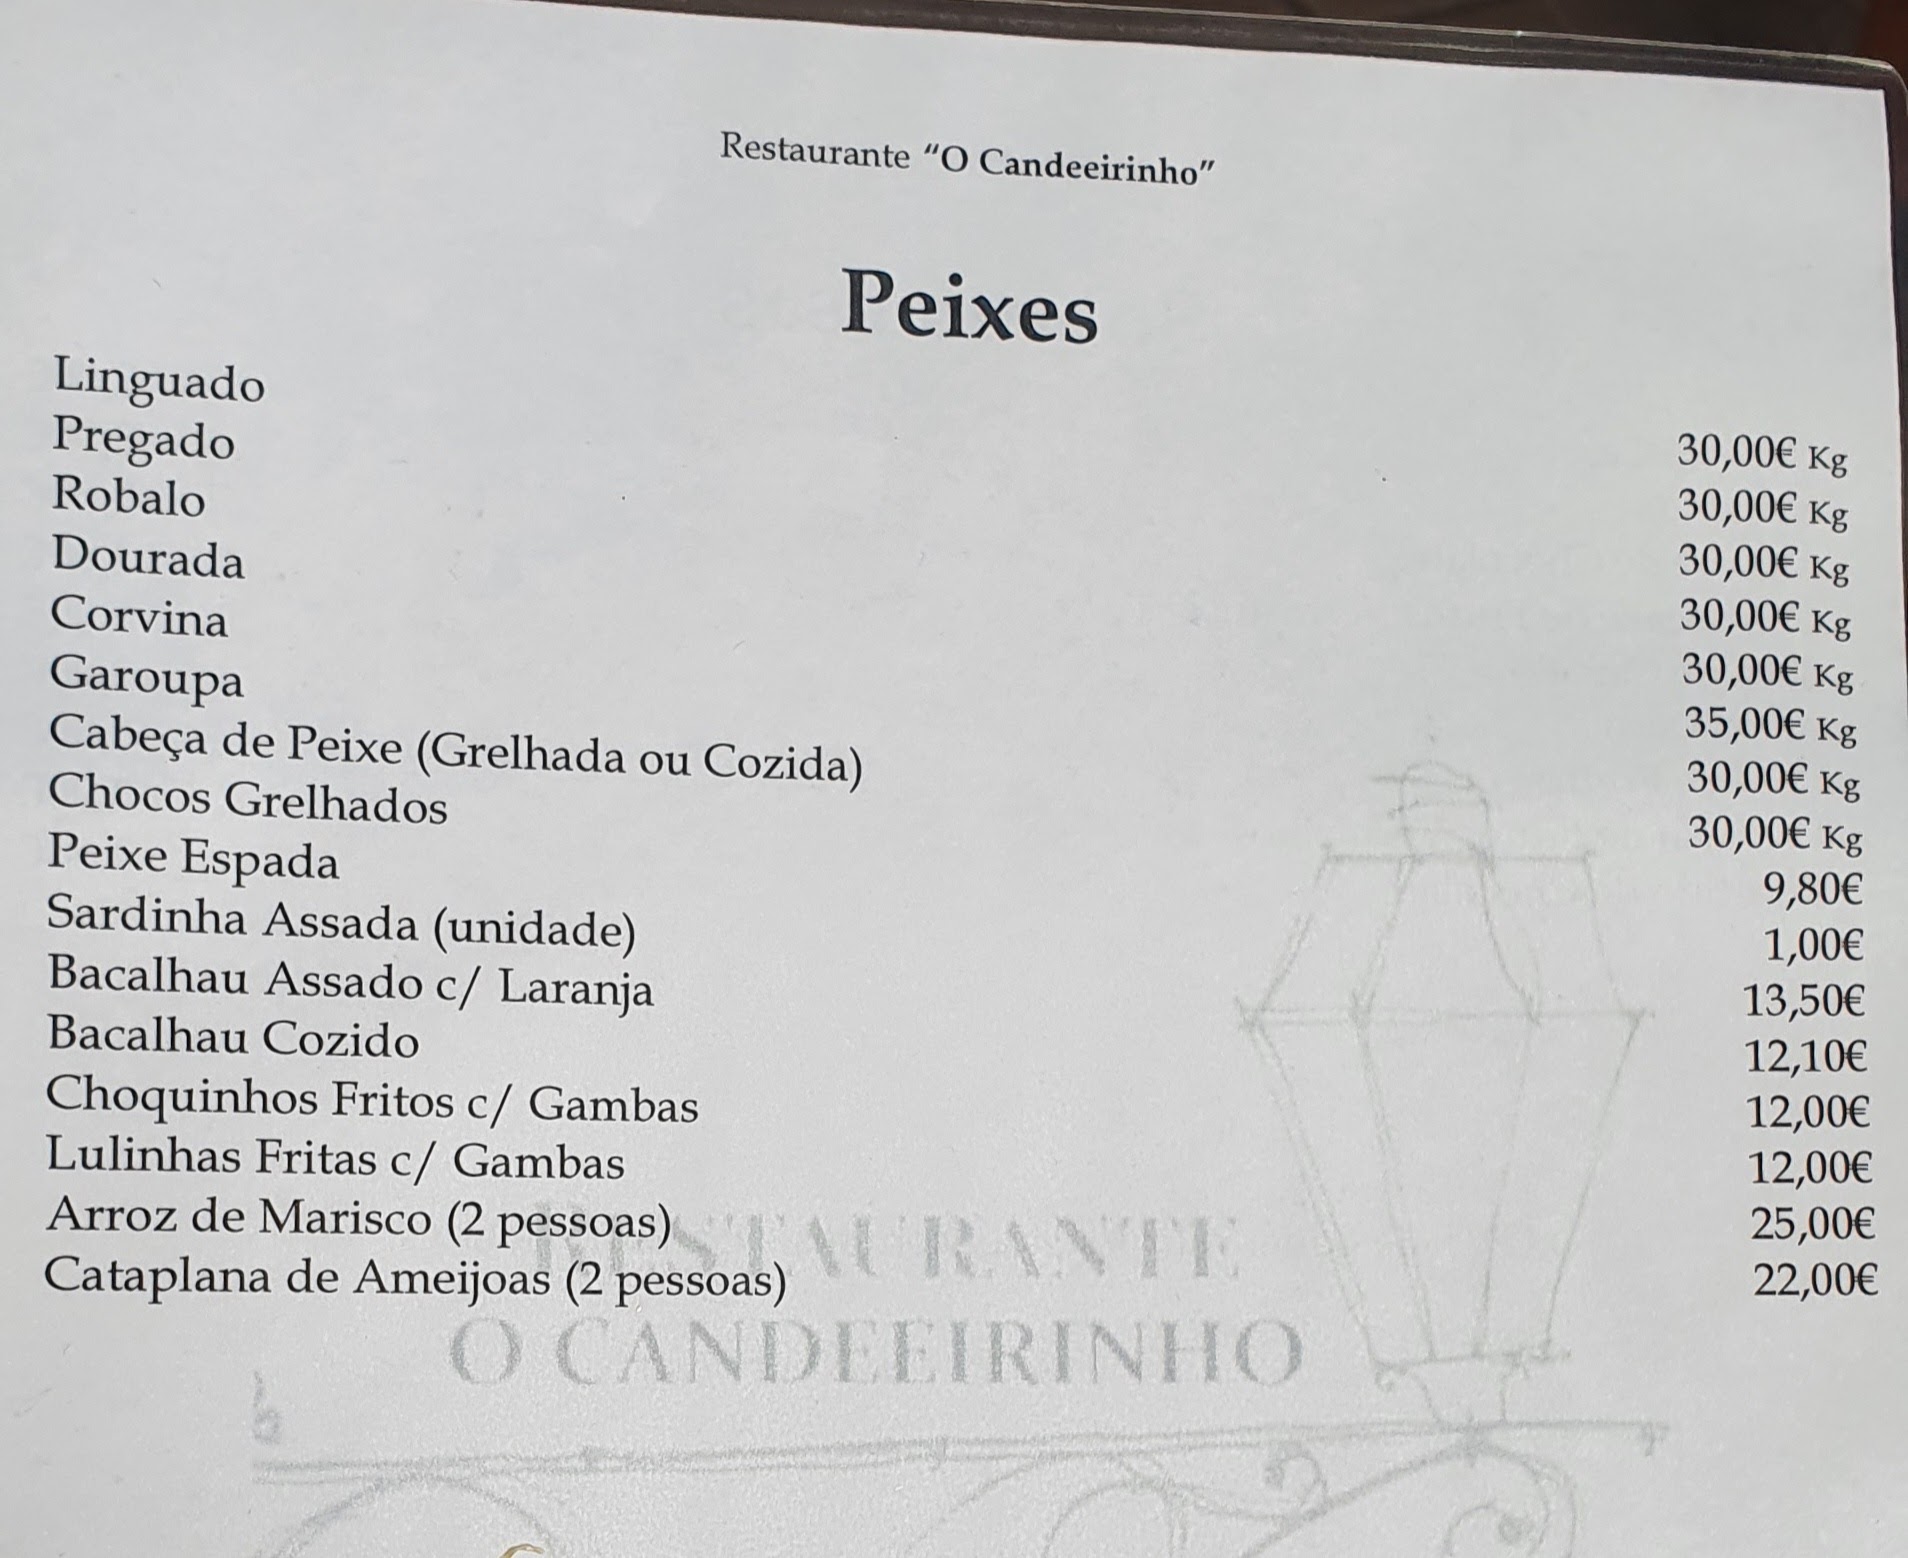 Restaurante “O Candeeirinho”
Peixes
Linguado 30,00€ Kg
Pregado 30,00€ Kg
Robalo 30,00€ Kg
Dourada 30,00€ Kg
Corvina 30,00€ Kg
Garoupa 35,00€ Kg
Cabeça de Peixe (Grelhada ou Cozida) 30,00€ Kg
Chocos Grelhados 30,00€ Kg
Peixe Espada 9,80€
Sardinha Assada (unidade) 1,00€
Bacalhau Assado c/ Laranja 13,50€
Bacalhau Cozido 12,10€
Choquinhos Fritos c/ Gambas 12,00€
Lulinhas Fritas c/ Gambas 12,00€
Arroz de Marisco (2 pessoas) 25,00€
Cataplana de Ameijoas (2 pessoas) 22,00€
RESTAURANTE
O CANDEEIRINHO